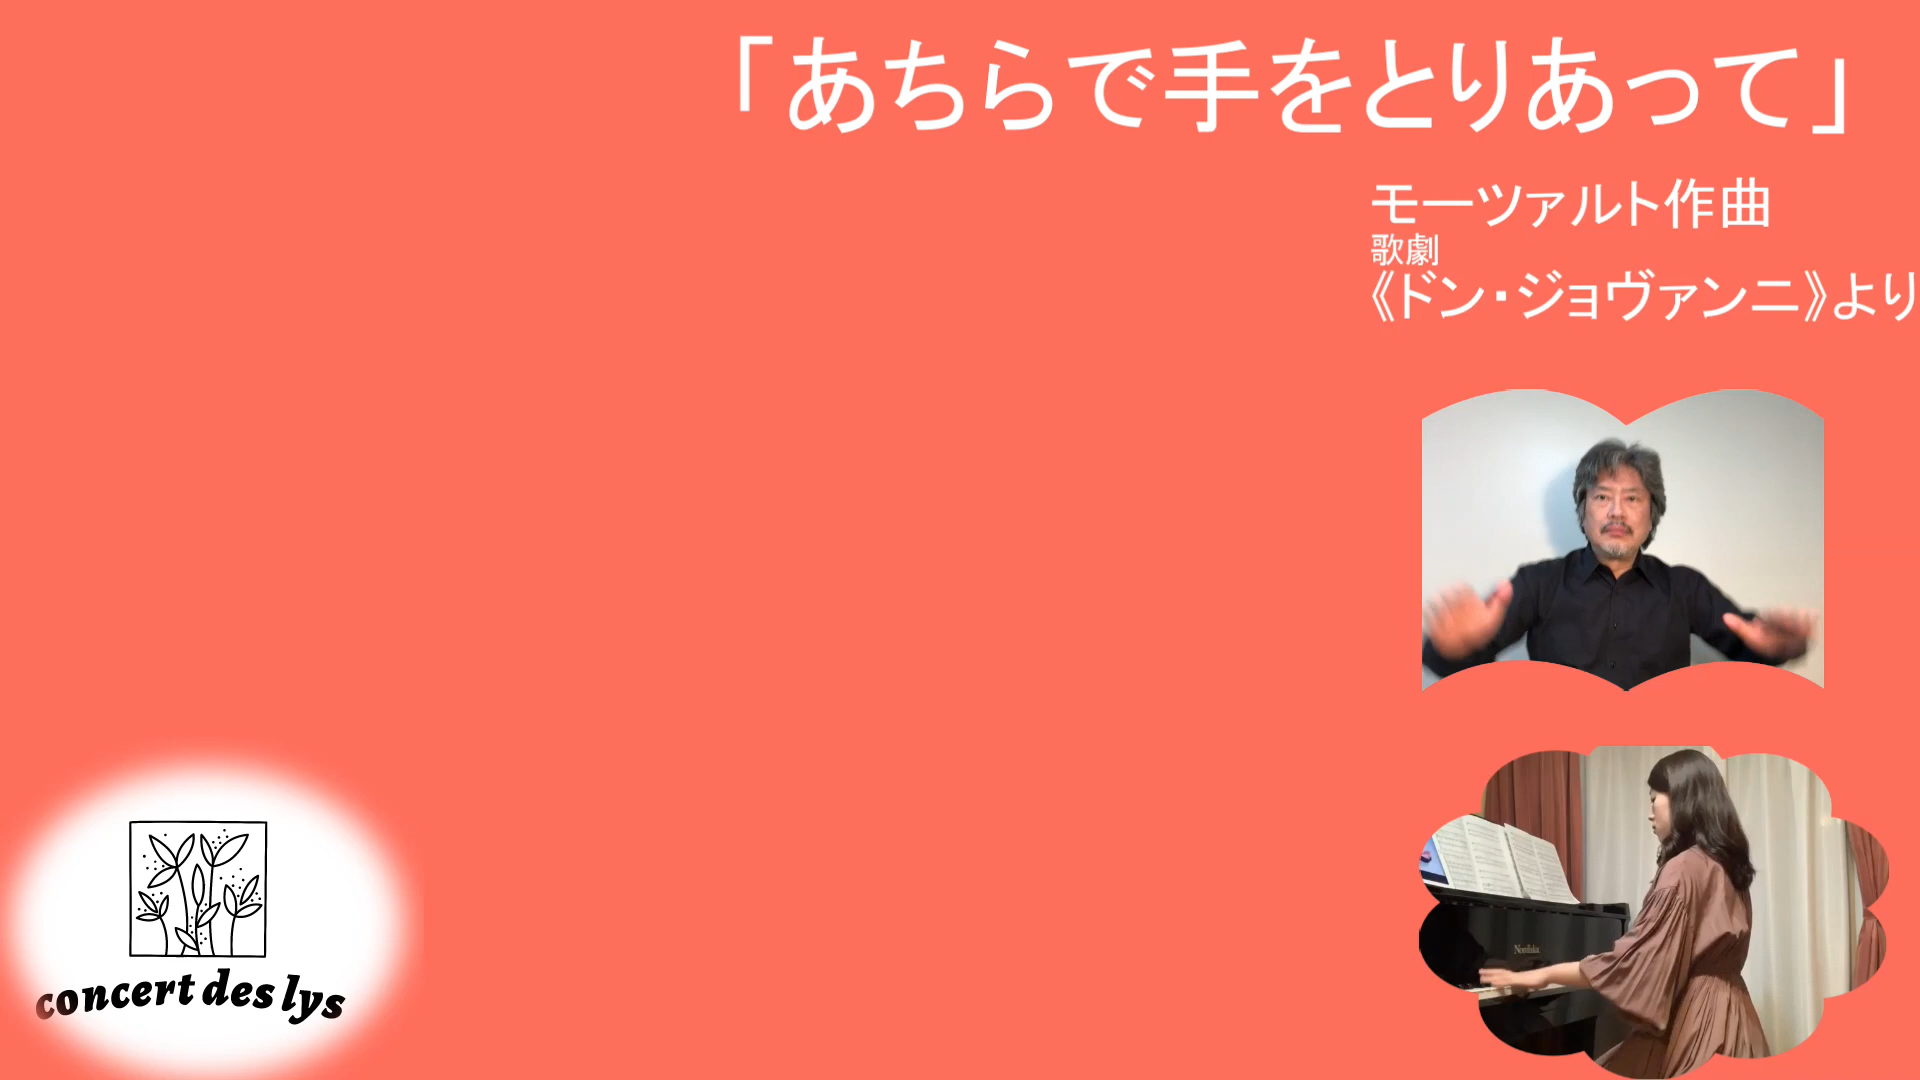 「あちらで手をとりあって」
モーツァルト作曲
歌劇
《ドン・ジョヴァンニ》より
Nordiska
concert des lys